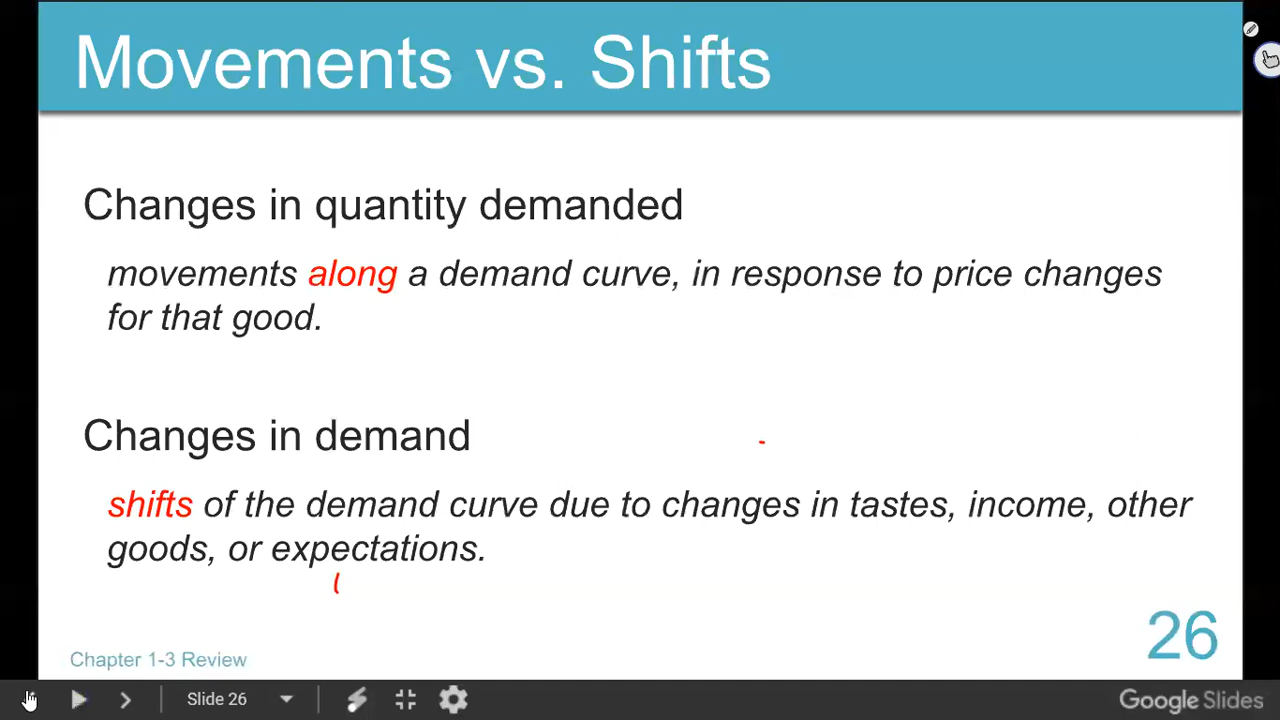 Movements vs. Shifts
Changes in quantity demanded
movements along a demand curve, in response to price changes
for that good.
Changes in demand
shifts of the demand curve due to changes in tastes, income, other
goods, or expectations.
26
Chapter 1-3 Review
Slide 26
Google Slides